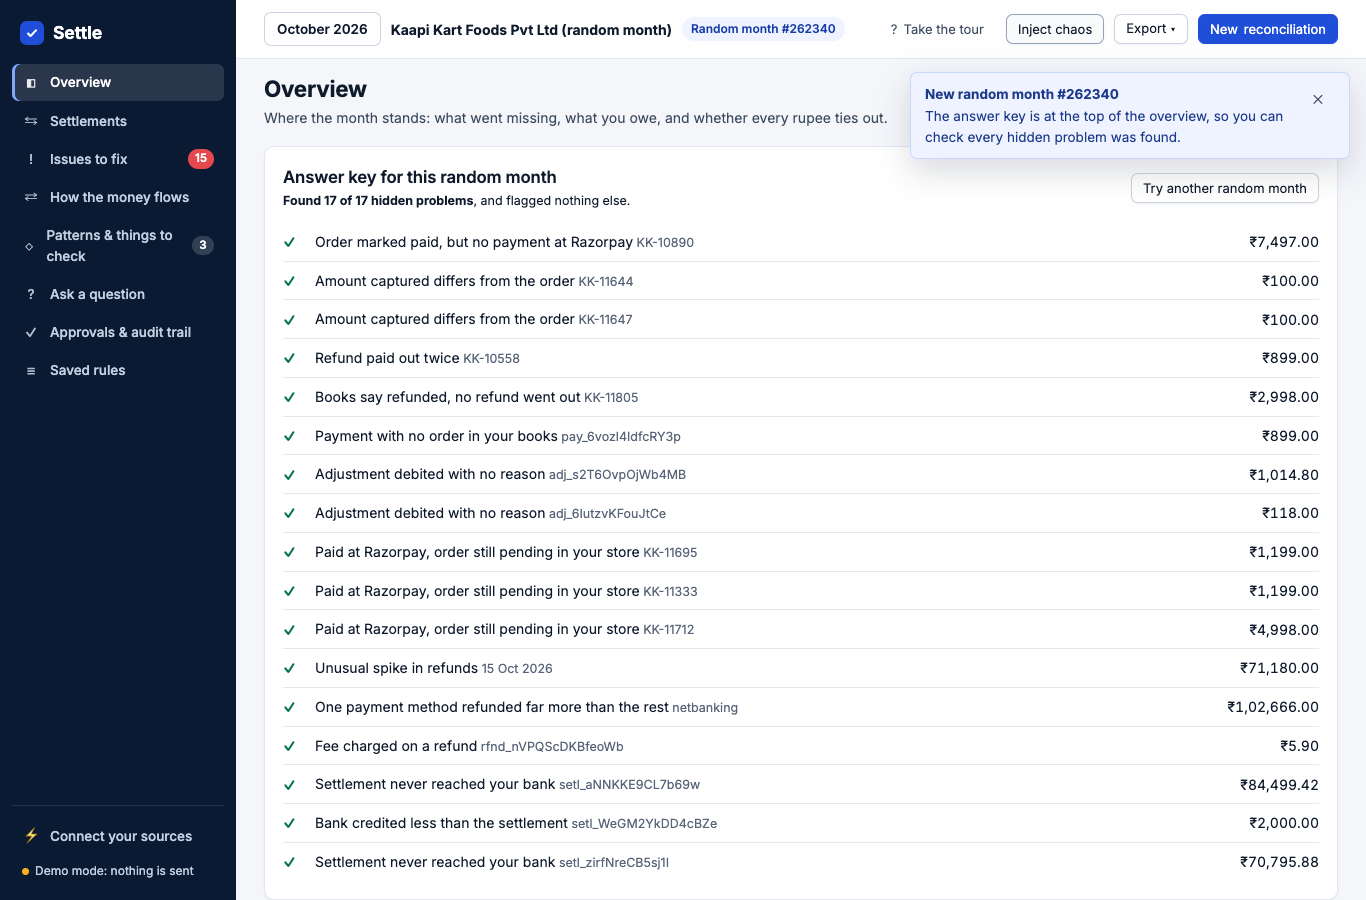 Settle
Overview
Settlements
! Issues to fix 15
How the money flows
Patterns & things to
check
3
? Ask a question
Approvals & audit trail
Saved rules
Connect your sources
Demo mode: nothing is sent
October 2026
Kaapi Kart Foods Pvt Ltd (random month)
Random month #262340
? Take the tour
Inject chaos
Export
New reconciliation
Overview
Where the month stands: what went missing, what you owe, and whether every rupee ties out.
New random month #262340
The answer key is at the top of the overview, so you can
check every hidden problem was found.
Answer key for this random month
Found 17 of 17 hidden problems, and flagged nothing else.
Try another random month
Order marked paid, but no payment at Razorpay KK-10890 ₹7,497.00
Amount captured differs from the order KK-11644 ₹100.00
Amount captured differs from the order KK-11647 ₹100.00
Refund paid out twice KK-10558 ₹899.00
Books say refunded, no refund went out KK-11805 ₹2,998.00
Payment with no order in your books pay_6vozl4ldfcRY3p ₹899.00
Adjustment debited with no reason adj_s2T6OvpOjWb4MB ₹1,014.80
Adjustment debited with no reason adj_6lutzvKFouJtCe ₹118.00
Paid at Razorpay, order still pending in your store KK-11695 ₹1,199.00
Paid at Razorpay, order still pending in your store KK-11333 ₹1,199.00
Paid at Razorpay, order still pending in your store KK-11712 ₹4,998.00
Unusual spike in refunds 15 Oct 2026 ₹71,180.00
One payment method refunded far more than the rest netbanking ₹1,02,666.00
Fee charged on a refund rfnd_nVPQScDKBfeoWb ₹5.90
Settlement never reached your bank setl_aNNKKE9CL7b69w ₹84,499.42
Bank credited less than the settlement setl_WeGM2YkDD4cBZe ₹2,000.00
Settlement never reached your bank setl_zirfNreCB5sj1l ₹70,795.88